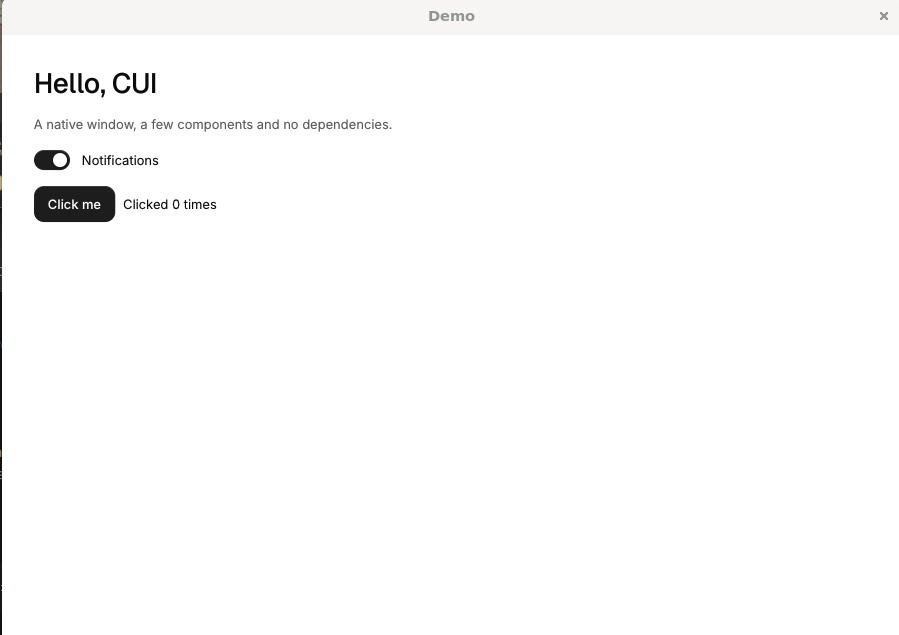 Demo
Hello, CUI
A native window, a few components and no dependencies.
Notifications
Click me Clicked 0 times